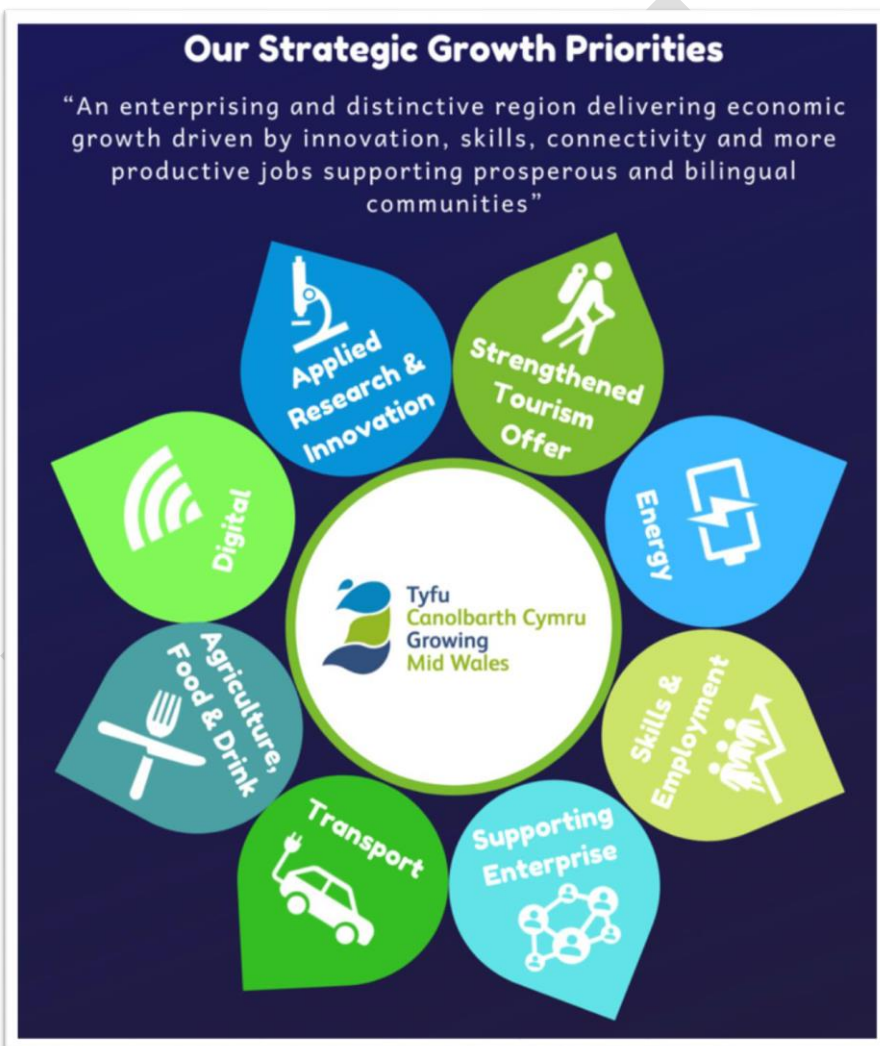 Our Strategic Growth Priorities
“An enterprising and distinctive region delivering economic
growth driven by innovation, skills, connectivity and more
productive jobs supporting prosperous and bilingual
communities”
Applied
Research &
Innovation
Strengthened
Tourism
Offer
Energy
Skills &
Employment
Supporting
Enterprise
Transport
Agriculture,
Food & Drink
Digital
Tyfu
Canolbarth Cymru
Growing
Mid Wales